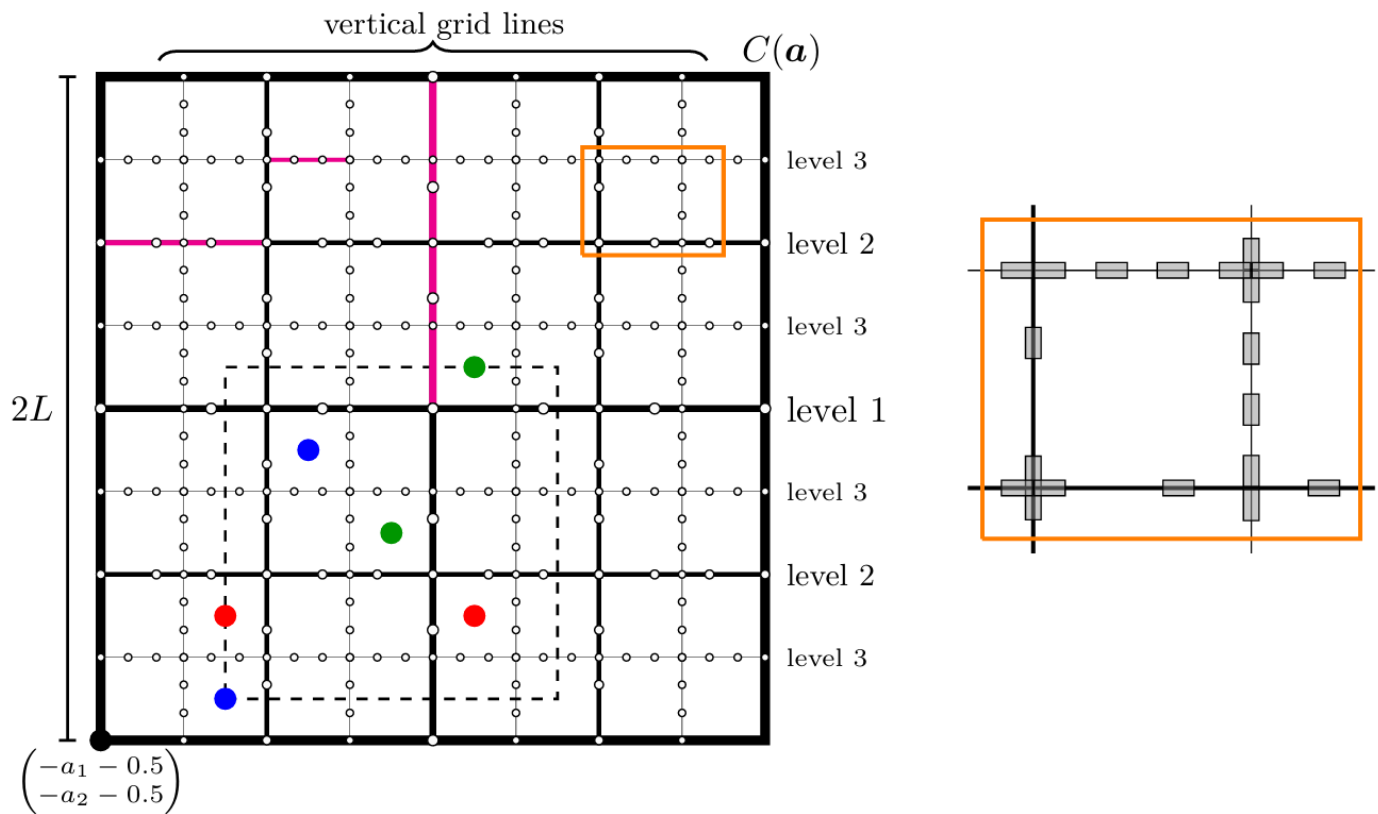 vertical grid lines
C(a)
level 3
level 2
level 3
2L
level 1
level 3
level 2
level 3
(−a₁ − 0.5
−a₂ − 0.5)